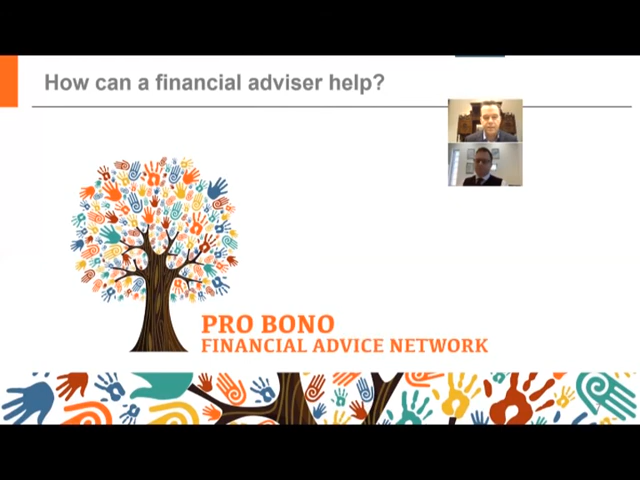 How can a financial adviser help?
PRO BONO
FINANCIAL ADVICE NETWORK